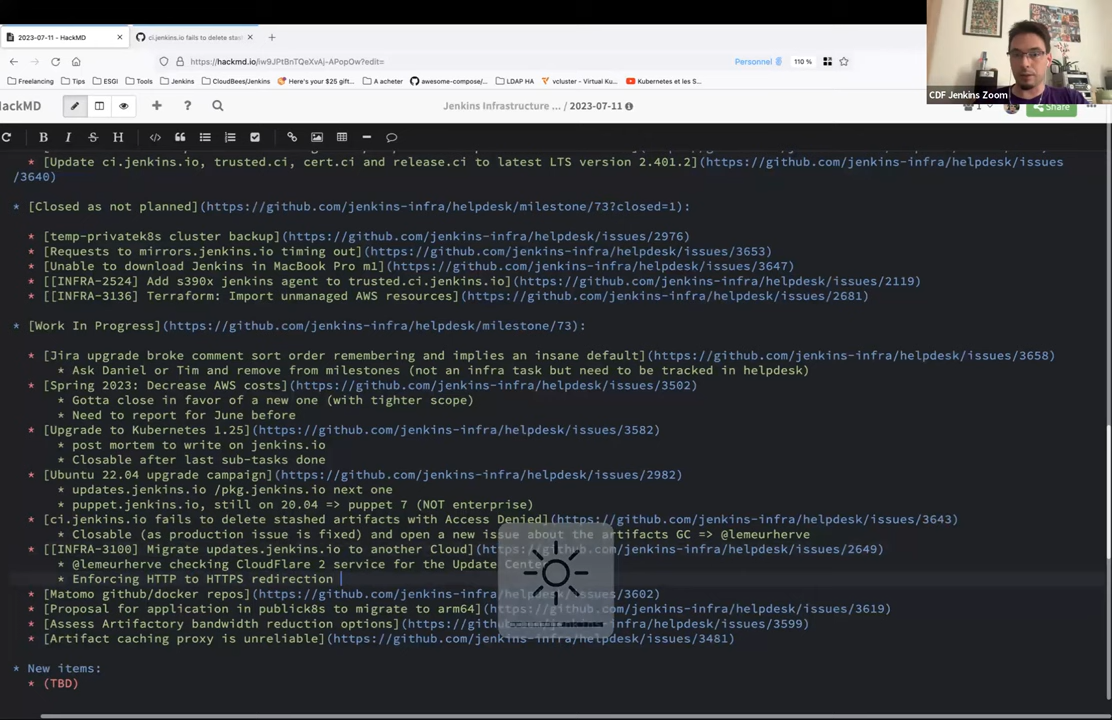 2023-07-11 - HackMD
ci.jenkins.io fails to delete stas
https://hackmd.io/iw9JPtBnTQeXvAj-APopOw?edit=
Personnel
110 %
Freelancing
Tips
ESGI
Tools
Jenkins
CloudBees/Jenkins
Here's your $25 gift
A acheter
awesome-compose/...
LDAP HA
vcluster - Virtual Ku
Kubernetes et les S
CDF Jenkins Zoom
HackMD
Jenkins Infrastructure ... / 2023-07-11
1
Share
* [Update ci.jenkins.io, trusted.ci, cert.ci and release.ci to latest LTS version 2.401.2](https://github.com/jenkins-infra/helpdesk/issues
/3640)
* [Closed as not planned](https://github.com/jenkins-infra/helpdesk/milestone/73?closed=1):
* [temp-privatek8s cluster backup](https://github.com/jenkins-infra/helpdesk/issues/2976)
* [Requests to mirrors.jenkins.io timing out](https://github.com/jenkins-infra/helpdesk/issues/3653)
* [Unable to download Jenkins in MacBook Pro m1](https://github.com/jenkins-infra/helpdesk/issues/3647)
* [[INFRA-2524] Add s390x jenkins agent to trusted.ci.jenkins.io](https://github.com/jenkins-infra/helpdesk/issues/2119)
* [[INFRA-3136] Terraform: Import unmanaged AWS resources](https://github.com/jenkins-infra/helpdesk/issues/2681)
* [Work In Progress](https://github.com/jenkins-infra/helpdesk/milestone/73):
* [Jira upgrade broke comment sort order remembering and implies an insane default](https://github.com/jenkins-infra/helpdesk/issues/3658)
* Ask Daniel or Tim and remove from milestones (not an infra task but need to be tracked in helpdesk)
* [Spring 2023: Decrease AWS costs](https://github.com/jenkins-infra/helpdesk/issues/3502)
* Gotta close in favor of a new one (with tighter scope)
* Need to report for June before
* [Upgrade to Kubernetes 1.25](https://github.com/jenkins-infra/helpdesk/issues/3582)
* post mortem to write on jenkins.io
* Closable after last sub-tasks done
* [Ubuntu 22.04 upgrade campaign](https://github.com/jenkins-infra/helpdesk/issues/2982)
* updates.jenkins.io /pkg.jenkins.io next one
* puppet.jenkins.io, still on 20.04 => puppet 7 (NOT enterprise)
* [ci.jenkins.io fails to delete stashed artifacts with Access Denied](https://github.com/jenkins-infra/helpdesk/issues/3643)
* Closable (as production issue is fixed) and open a new issue about the artifacts GC => @lemeurherve
* [[INFRA-3100] Migrate updates.jenkins.io to another Cloud](https://github.com/jenkins-infra/helpdesk/issues/2649)
* @lemeurherve checking CloudFlare 2 service for the Update Center
* Enforcing HTTP to HTTPS redirection
* [Matomo github/docker repos](https://github.com/jenkins-infra/helpdesk/issues/3602)
* [Proposal for application in publick8s to migrate to arm64](https://github.com/jenkins-infra/helpdesk/issues/3619)
* [Assess Artifactory bandwidth reduction options](https://github.com/jenkins-infra/helpdesk/issues/3599)
* [Artifact caching proxy is unreliable](https://github.com/jenkins-infra/helpdesk/issues/3481)
* New items:
* (TBD)